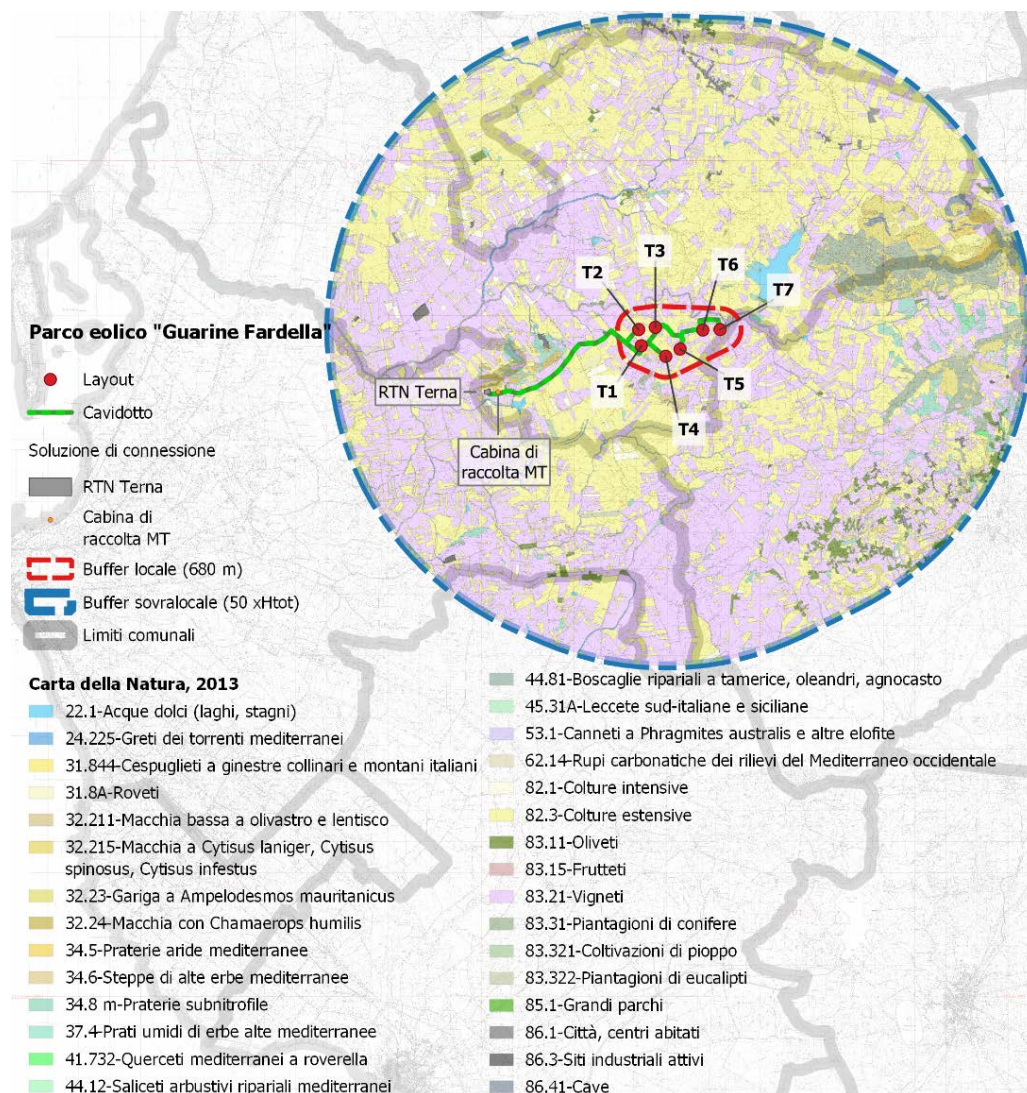 T3
T6
T2
T7
Parco eolico "Guarine Fardella"
Layout
RTN Terna
T1
T5
Cavidotto
T4
Soluzione di connessione
Cabina di
raccolta MT
RTN Terna
Cabina di
raccolta MT
Buffer locale (680 m)
Buffer sovralocale (50 xHtot)
Limiti comunali
Carta della Natura, 2013
22.1-Acque dolci (laghi, stagni)
24.225-Greti dei torrenti mediterranei
31.844-Cespuglieti a ginestre collinari e montani italiani
31.8A-Roveti
32.211-Macchia bassa a olivastro e lentisco
32.215-Macchia a Cytisus laniger, Cytisus
spinosus, Cytisus infestus
32.23-Gariga a Ampelodesmos mauritanicus
32.24-Macchia con Chamaerops humilis
34.5-Praterie aride mediterranee
34.6-Steppe di alte erbe mediterranee
34.8 m-Praterie subnitrofile
37.4-Prati umidi di erbe alte mediterranee
41.732-Querceti mediterranei a roverella
44.12-Saliceti arbustivi ripariali mediterranei
44.81-Boscaglie ripariali a tamerice, oleandri, agnocasto
45.31A-Leccete sud-italiane e siciliane
53.1-Canneti a Phragmites australis e altre elofite
62.14-Rupi carbonatiche dei rilievi del Mediterraneo occidentale
82.1-Colture intensive
82.3-Colture estensive
83.11-Oliveti
83.15-Frutteti
83.21-Vigneti
83.31-Piantagioni di conifere
83.321-Coltivazioni di pioppo
83.322-Piantagioni di eucalipti
85.1-Grandi parchi
86.1-Città, centri abitati
86.3-Siti industriali attivi
86.41-Cave